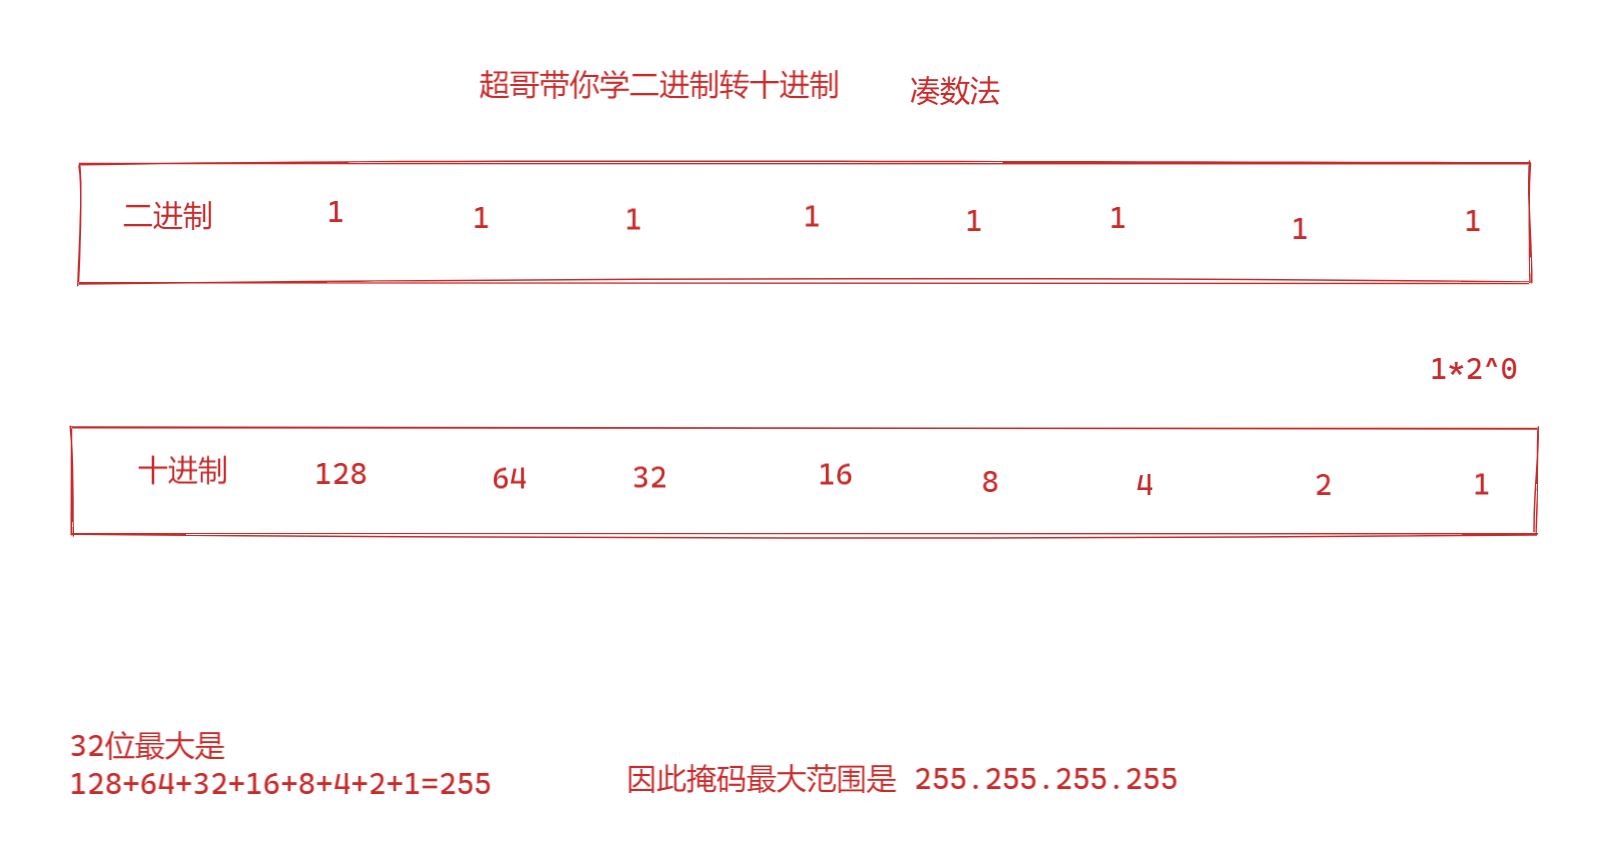 超哥带你学二进制转十进制 凑数法
二进制 1 1 1 1 1 1 1 1
1*2^0
十进制 128 64 32 16 8 4 2 1
32位最大是
128+64+32+16+8+4+2+1=255
因此掩码最大范围是 255.255.255.255